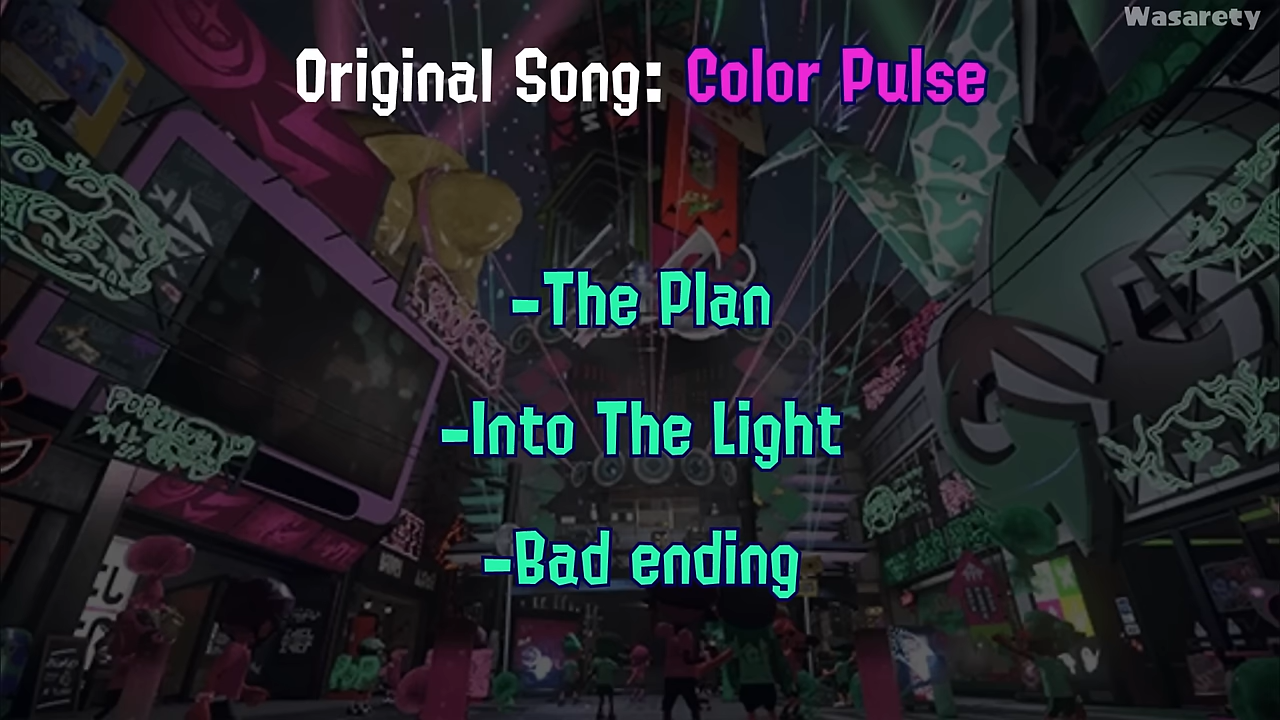 Wasarety
Original Song: Color Pulse
-The Plan
-Into The Light
-Bad ending